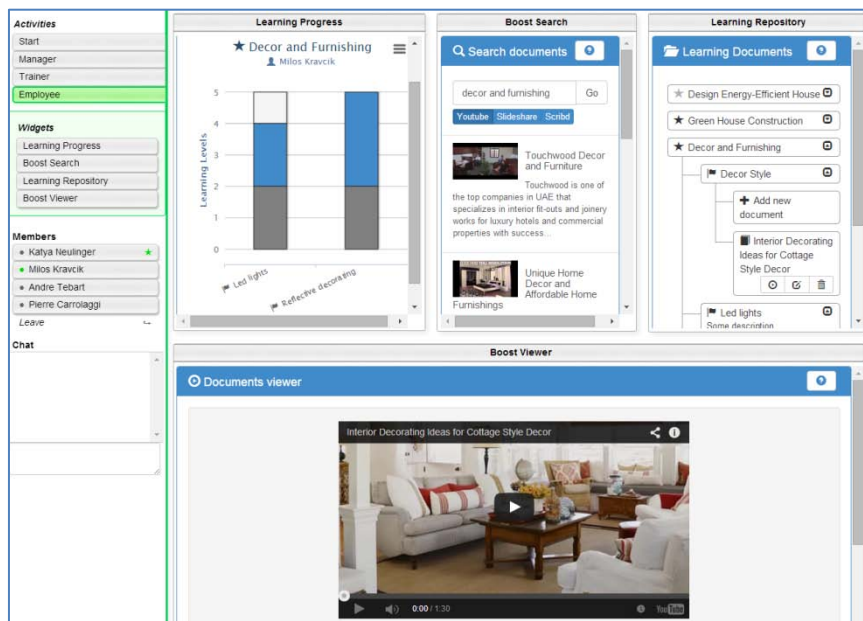 Activities
Start
Manager
Trainer
Employee
Widgets
Learning Progress
Boost Search
Learning Repository
Boost Viewer
Members
Katya Neulinger
Milos Kravcik
Andre Tebart
Pierre Carrolaggi
Leave
Chat
Learning Progress
Decor and Furnishing
Milos Kravcik
Learning Levels
5
4
3
2
1
0
Led lights
Reflective decorating
Boost Search
Search documents
decor and furnishing
Go
Youtube Slideshare Scribd
Touchwood Decor
and Furniture
Touchwood is one of
the top companies in UAE that
specializes in interior fit-outs and joinery
works for luxury hotels and commercial
properties with success...
Unique Home
Decor and
Affordable Home
Furnishings
Learning Repository
Learning Documents
Design Energy-Efficient House
Green House Construction
Decor and Furnishing
Decor Style
Add new
document
Interior Decorating
Ideas for Cottage
Style Decor
Led lights
Some description
Boost Viewer
Documents viewer
Interior Decorating Ideas for Cottage Style Decor
0:00 / 1:30
YouTube